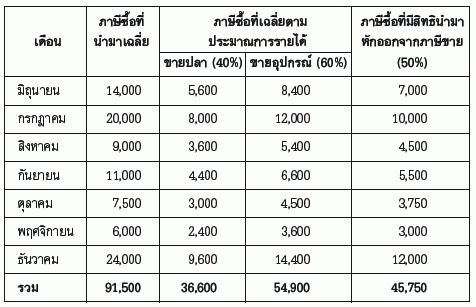 เดือน ภาษีซื้อที่นำมาเฉลี่ย ภาษีซื้อที่เฉลี่ยตามประมาณการรายได้ ภาษีซื้อที่มีสิทธินำมาหักออกจากภาษีขาย (50%)
ขายปลา (40%) ขายอุปกรณ์ (60%)
มิถุนายน 14,000 5,600 8,400 7,000
กรกฎาคม 20,000 8,000 12,000 10,000
สิงหาคม 9,000 3,600 5,400 4,500
กันยายน 11,000 4,400 6,600 5,500
ตุลาคม 7,500 3,000 4,500 3,750
พฤศจิกายน 6,000 2,400 3,600 3,000
ธันวาคม 24,000 9,600 14,400 12,000
รวม 91,500 36,600 54,900 45,750